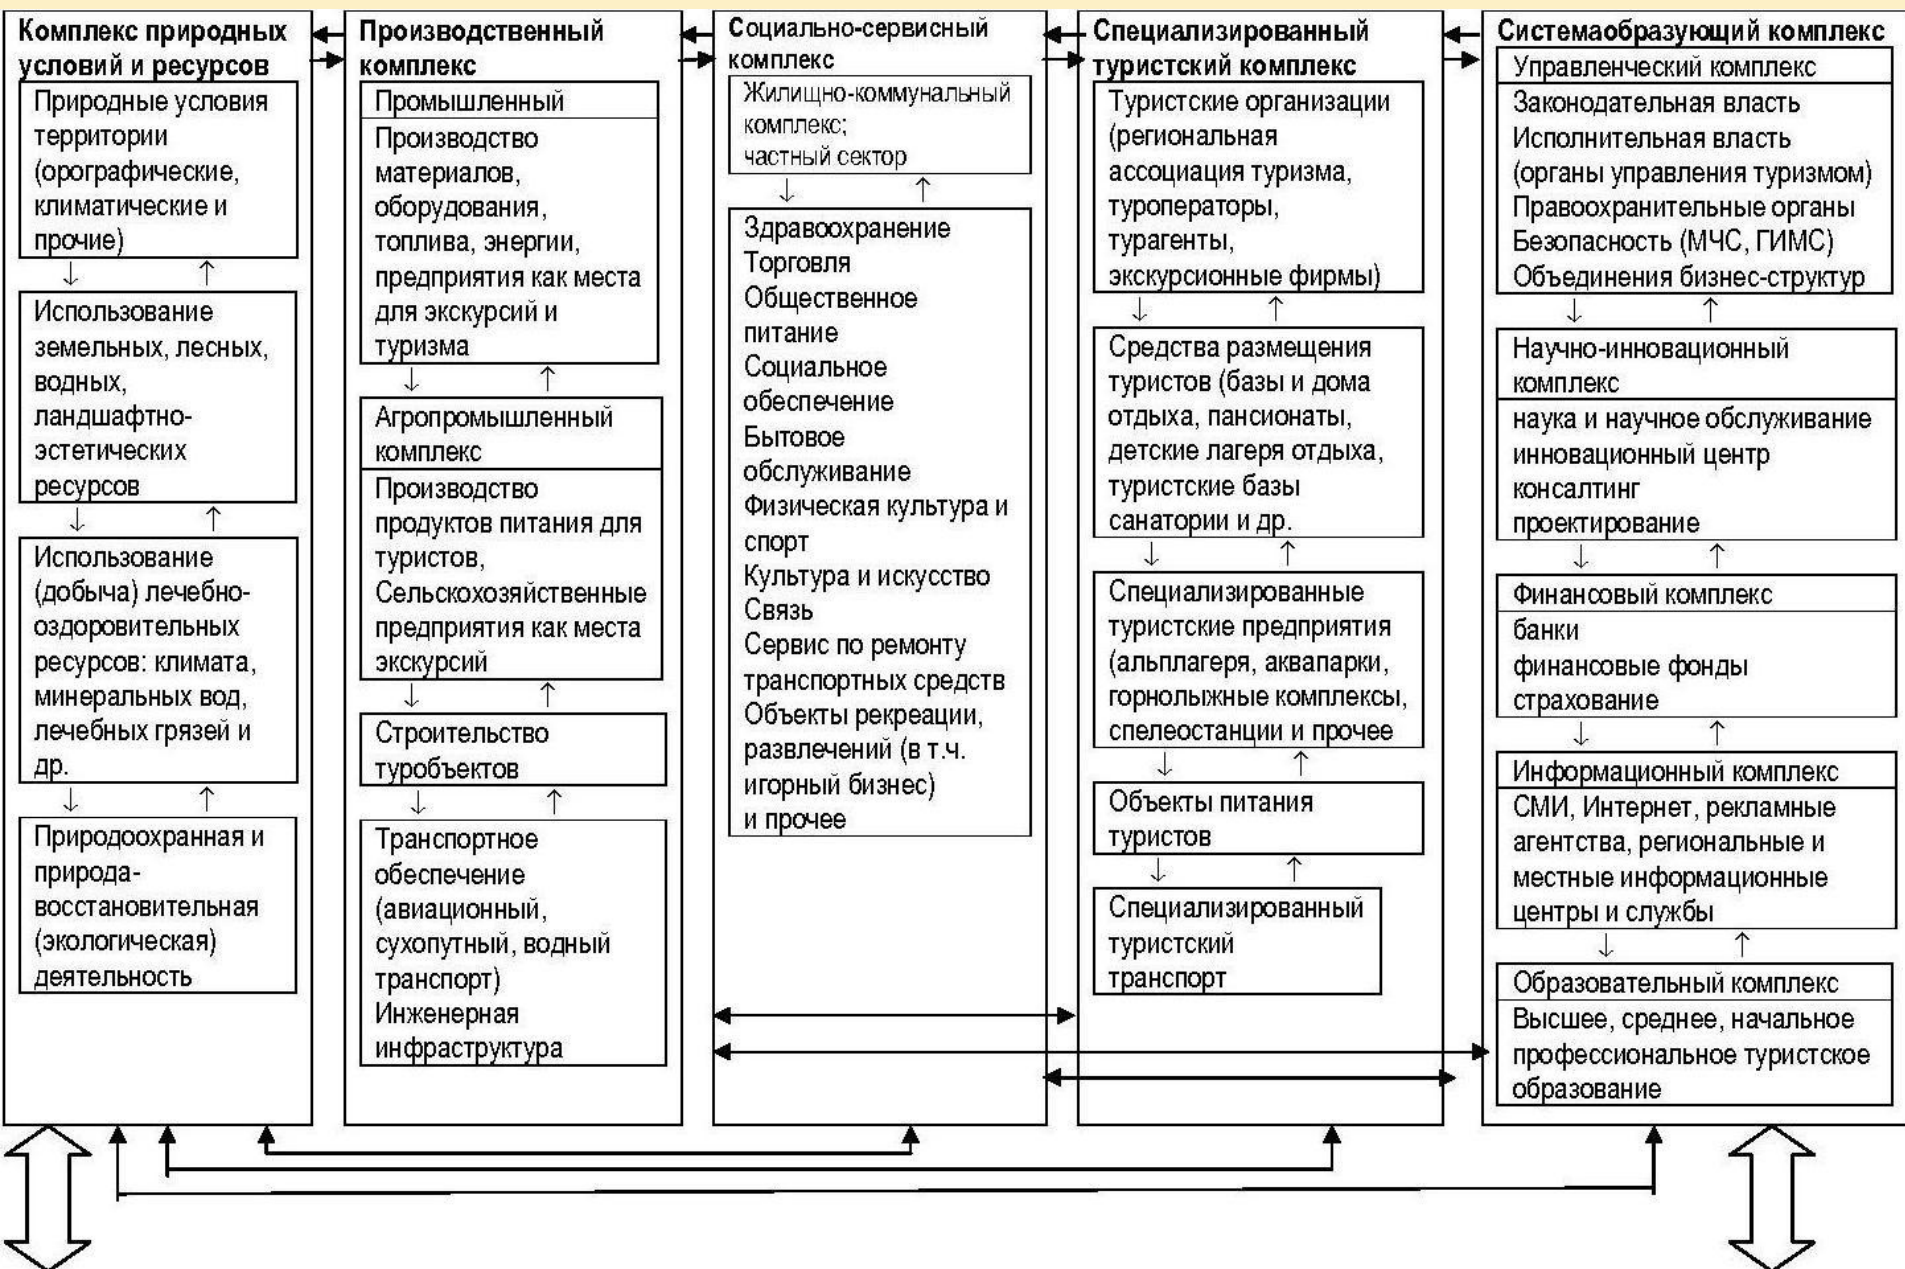 Комплекс природных
условий и ресурсов
Природные условия
территории
(орографические,
климатические и
прочие)
↓ ↑
Использование
земельных, лесных,
водных,
ландшафтно-
эстетических
ресурсов
↓ ↑
Использование
(добыча) лечебно-
оздоровительных
ресурсов: климата,
минеральных вод,
лечебных грязей и
др.
↓ ↑
Природоохранная и
природа-
восстановительная
(экологическая)
деятельность
Производственный
комплекс
Промышленный
Производство
материалов,
оборудования,
топлива, энергии,
предприятия как места
для экскурсий и
туризма
↓ ↑
Агропромышленный
комплекс
Производство
продуктов питания для
туристов,
Сельскохозяйственные
предприятия как места
экскурсий
↓ ↑
Строительство
туробъектов
↓ ↑
Транспортное
обеспечение
(авиационный,
сухопутный, водный
транспорт)
Инженерная
инфраструктура
Социально-сервисный
комплекс
Жилищно-коммунальный
комплекс;
частный сектор
↓ ↑
Здравоохранение
Торговля
Общественное
питание
Социальное
обеспечение
Бытовое
обслуживание
Физическая культура и
спорт
Культура и искусство
Связь
Сервис по ремонту
транспортных средств
Объекты рекреации,
развлечений (в т.ч.
игорный бизнес)
и прочее
Специализированный
туристский комплекс
Туристские организации
(региональная
ассоциация туризма,
туроператоры,
турагенты,
экскурсионные фирмы)
↓ ↑
Средства размещения
туристов (базы и дома
отдыха, пансионаты,
детские лагеря отдыха,
туристские базы
санатории и др.
↓ ↑
Специализированные
туристские предприятия
(альплагеря, аквапарки,
горнолыжные комплексы,
спелеостанции и прочее
↓ ↑
Объекты питания
туристов
↓ ↑
Специализированный
туристский
транспорт
Системаобразующий комплекс
Управленческий комплекс
Законодательная власть
Исполнительная власть
(органы управления туризмом)
Правоохранительные органы
Безопасность (МЧС, ГИМС)
Объединения бизнес-структур
↓ ↑
Научно-инновационный
комплекс
наука и научное обслуживание
инновационный центр
консалтинг
проектирование
↓ ↑
Финансовый комплекс
банки
финансовые фонды
страхование
↓ ↑
Информационный комплекс
СМИ, Интернет, рекламные
агентства, региональные и
местные информационные
центры и службы
↓ ↑
Образовательный комплекс
Высшее, среднее, начальное
профессиональное туристское
образование